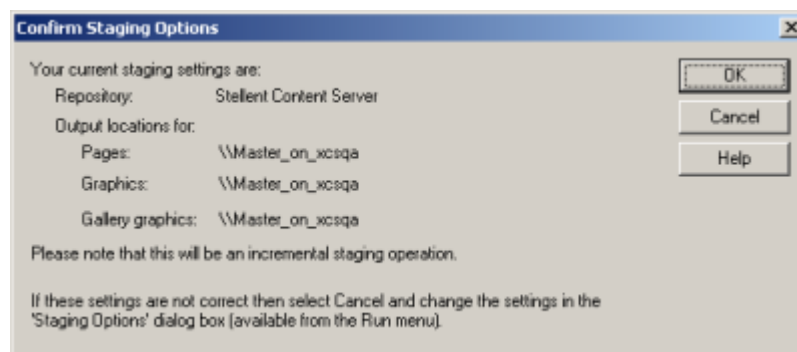 Confirm Staging Options
Your current staging settings are:
Repository: Stellent Content Server
Output locations for:
Pages: \\Master_on_xcsqa
Graphics: \\Master_on_xcsqa
Gallery graphics: \\Master_on_xcsqa
Please note that this will be an incremental staging operation.
If these settings are not correct then select Cancel and change the settings in the
'Staging Options' dialog box (available from the Run menu).
OK
Cancel
Help